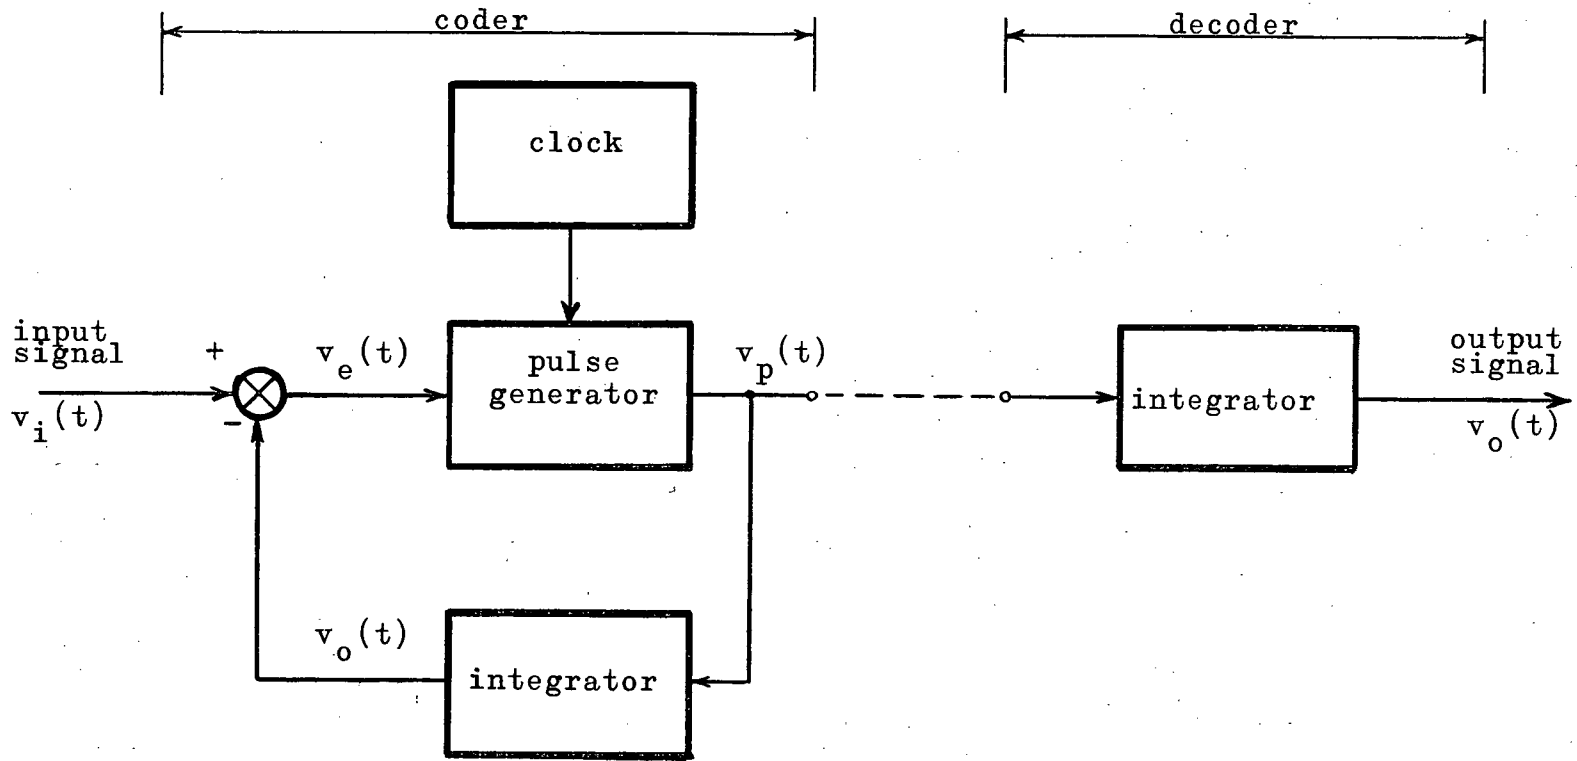 coder
decoder
clock
input
signal
+
v_e(t)
pulse
generator
v_p(t)
output
signal
v_i(t)
-
integrator
v_o(t)
v_o(t)
integrator